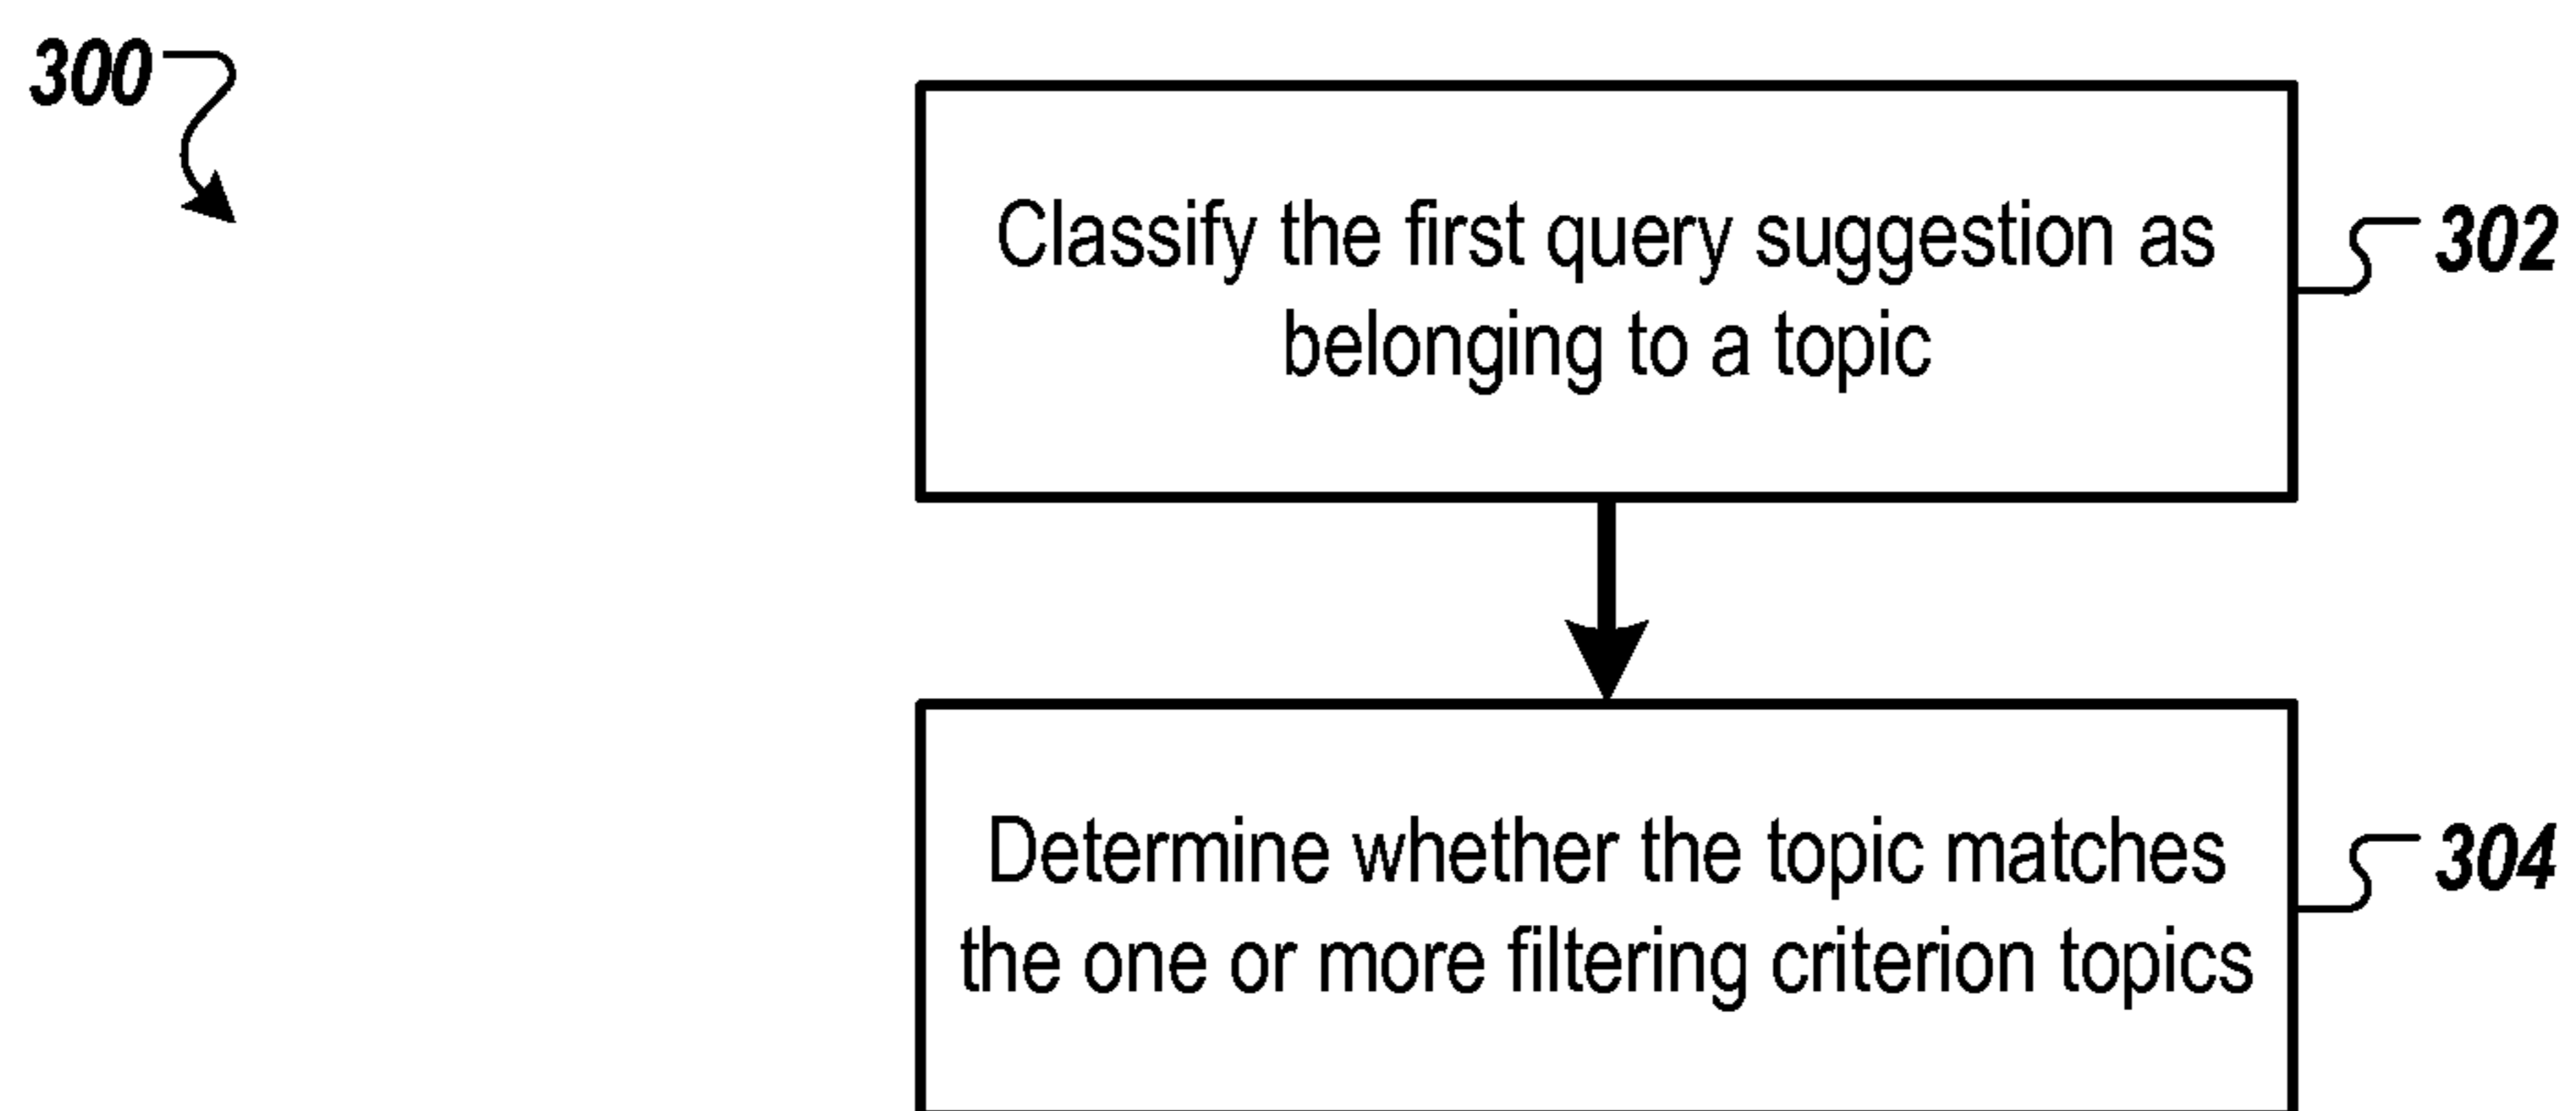 300
Classify the first query suggestion as
belonging to a topic
302
Determine whether the topic matches
the one or more filtering criterion topics
304